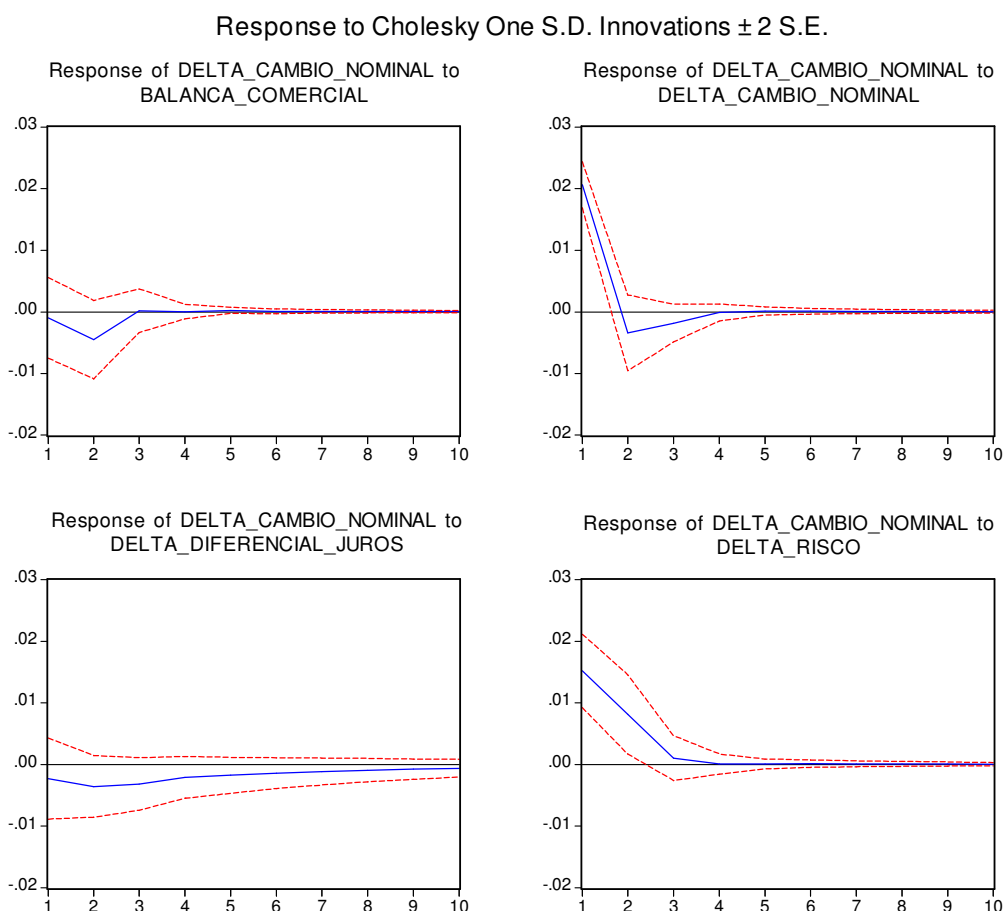 Response to Cholesky One S.D. Innovations ± 2 S.E.
Response of DELTA_CAMBIO_NOMINAL to
BALANCA_COMERCIAL
.03
.02
.01
.00
-.01
-.02
1 2 3 4 5 6 7 8 9 10
Response of DELTA_CAMBIO_NOMINAL to
DELTA_CAMBIO_NOMINAL
.03
.02
.01
.00
-.01
-.02
1 2 3 4 5 6 7 8 9 10
Response of DELTA_CAMBIO_NOMINAL to
DELTA_DIFERENCIAL_JUROS
.03
.02
.01
.00
-.01
-.02
1 2 3 4 5 6 7 8 9 10
Response of DELTA_CAMBIO_NOMINAL to
DELTA_RISCO
.03
.02
.01
.00
-.01
-.02
1 2 3 4 5 6 7 8 9 10